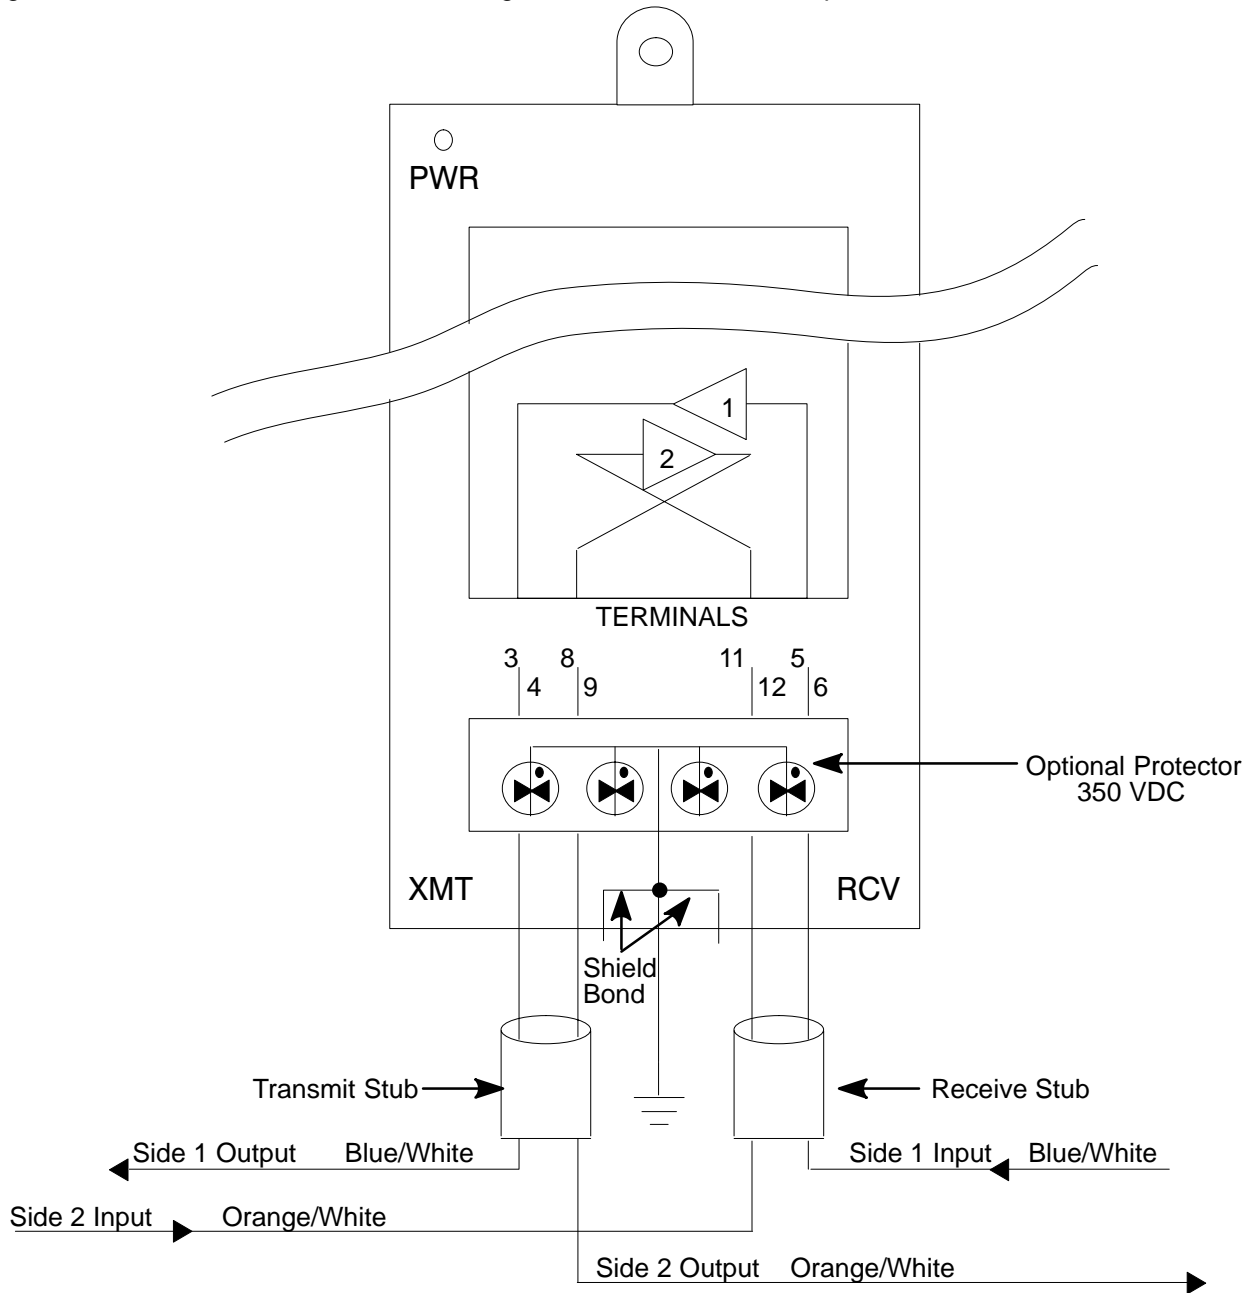 PWR
1
2
TERMINALS
3 8 11 5
4 9 12 6
Optional Protector
350 VDC
XMT RCV
Shield
Bond
Transmit Stub Receive Stub
Side 1 Output Blue/White Side 1 Input Blue/White
Side 2 Input Orange/White
Side 2 Output Orange/White